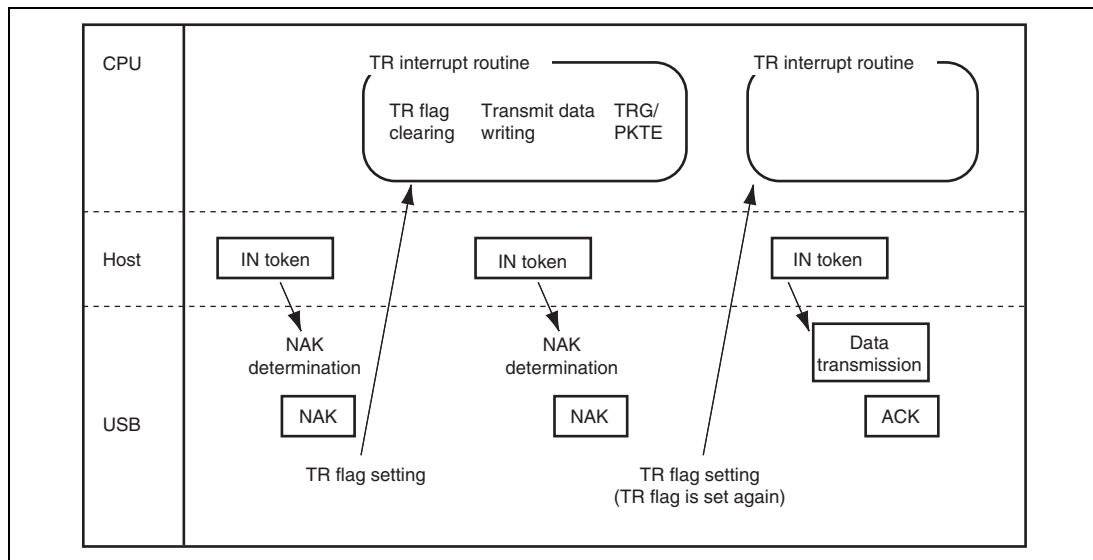 CPU
TR interrupt routine
TR interrupt routine
TR flag
clearing
Transmit data
writing
TRG/
PKTE
Host
IN token
IN token
IN token
USB
NAK
determination
NAK
determination
Data
transmission
NAK
NAK
ACK
TR flag setting
TR flag setting
(TR flag is set again)